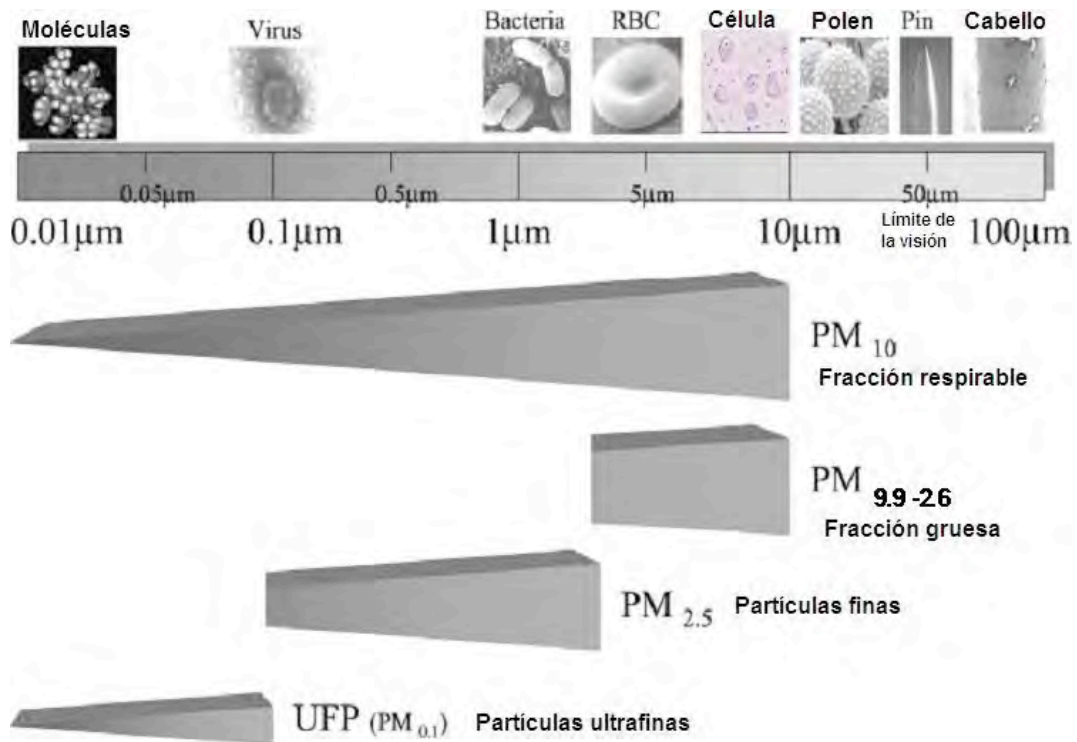 Moléculas Virus Bacteria RBC Célula Polen Pin Cabello
0.05µm 0.5µm 5µm 50µm
0.01µm 0.1µm 1µm 10µm Límite de la visión 100µm
PM 10
Fracción respirable
PM 9.9 -2.6
Fracción gruesa
PM 2.5 Partículas finas
UFP (PM 0.1) Partículas ultrafinas